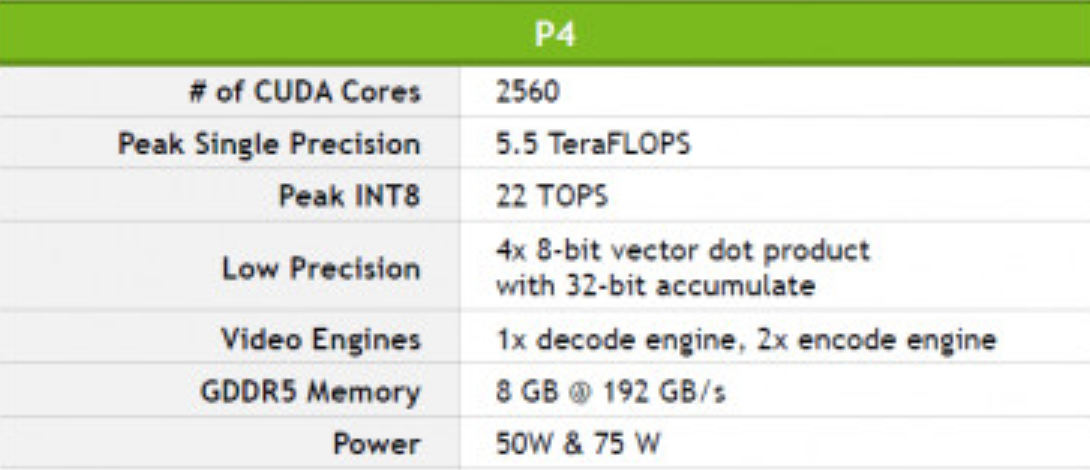 P4
# of CUDA Cores 2560
Peak Single Precision 5.5 TeraFLOPS
Peak INT8 22 TOPS
Low Precision 4x 8-bit vector dot product
with 32-bit accumulate
Video Engines 1x decode engine, 2x encode engine
GDDR5 Memory 8 GB @ 192 GB/s
Power 50W & 75 W